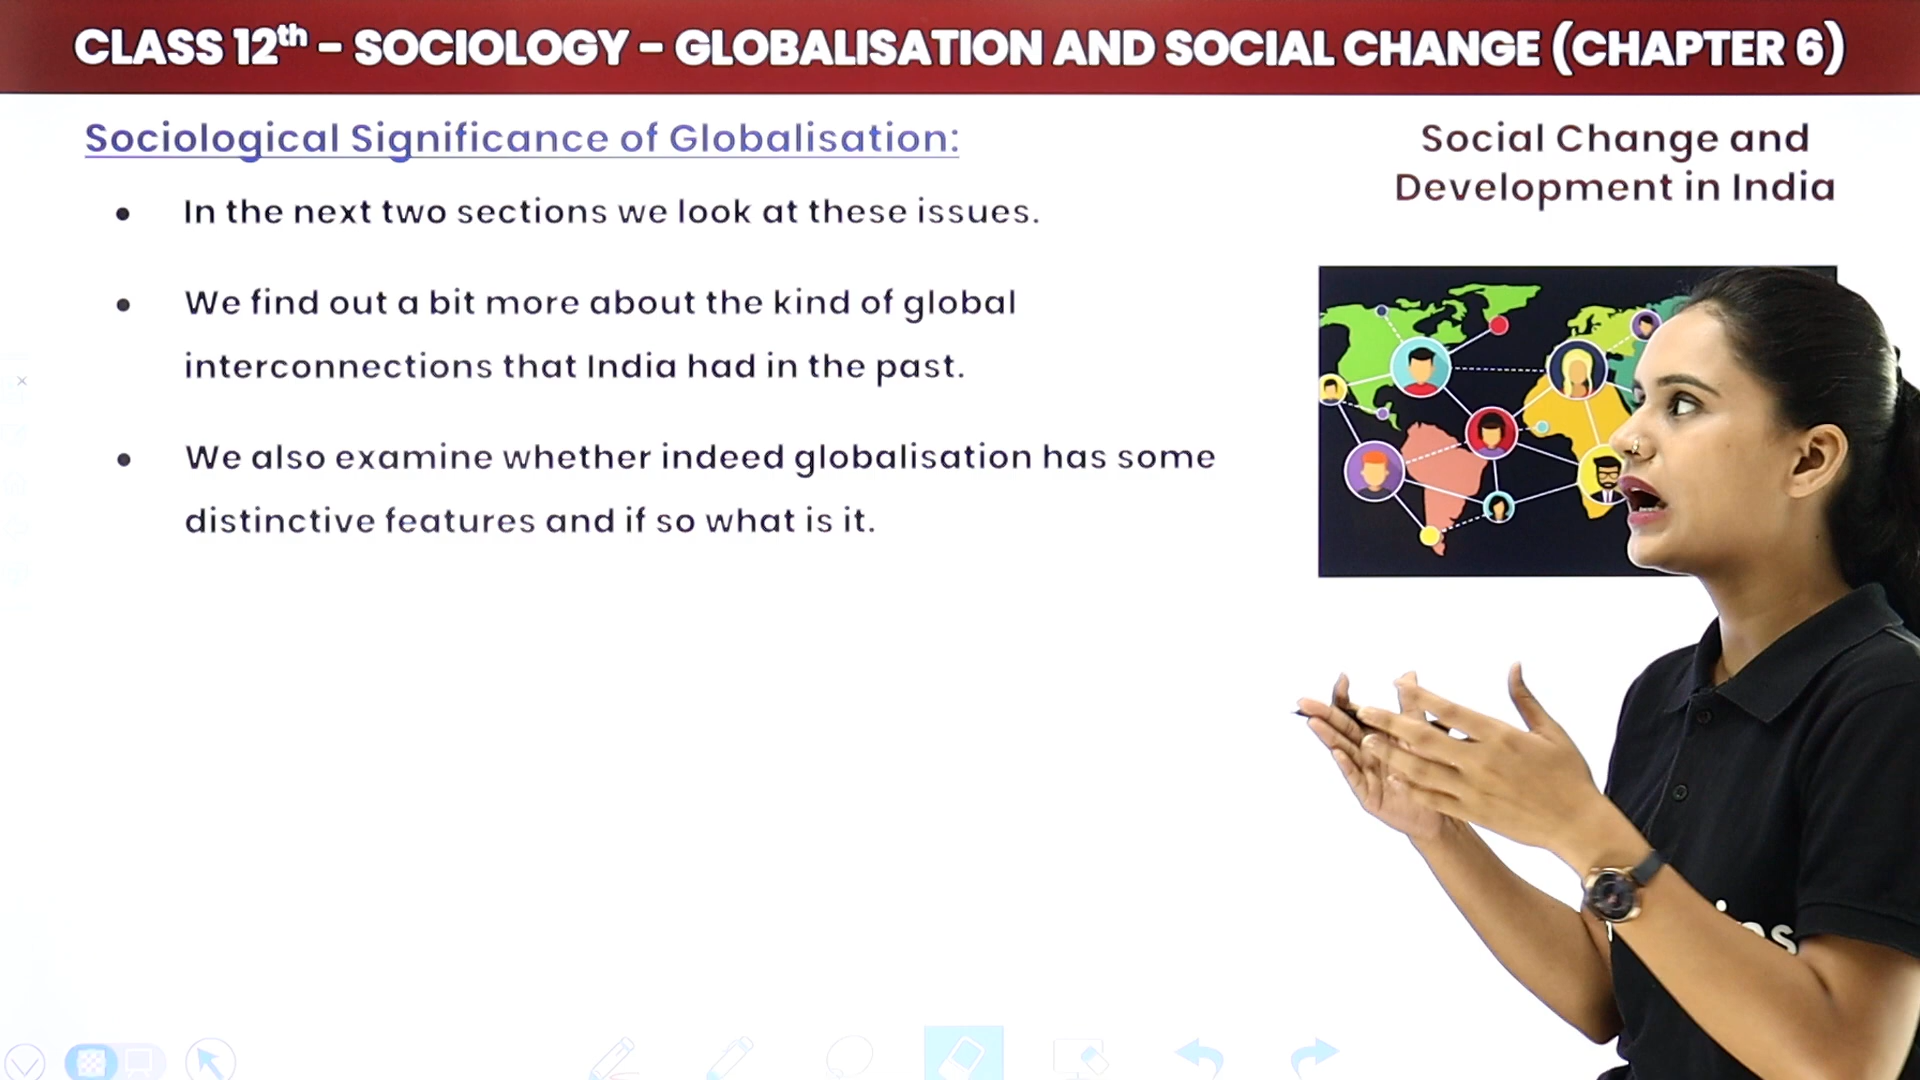 CLASS 12th – SOCIOLOGY – GLOBALISATION AND SOCIAL CHANGE (CHAPTER 6)
Sociological Significance of Globalisation:
Social Change and
Development in India
• In the next two sections we look at these issues.
• We find out a bit more about the kind of global
interconnections that India had in the past.
• We also examine whether indeed globalisation has some
distinctive features and if so what is it.